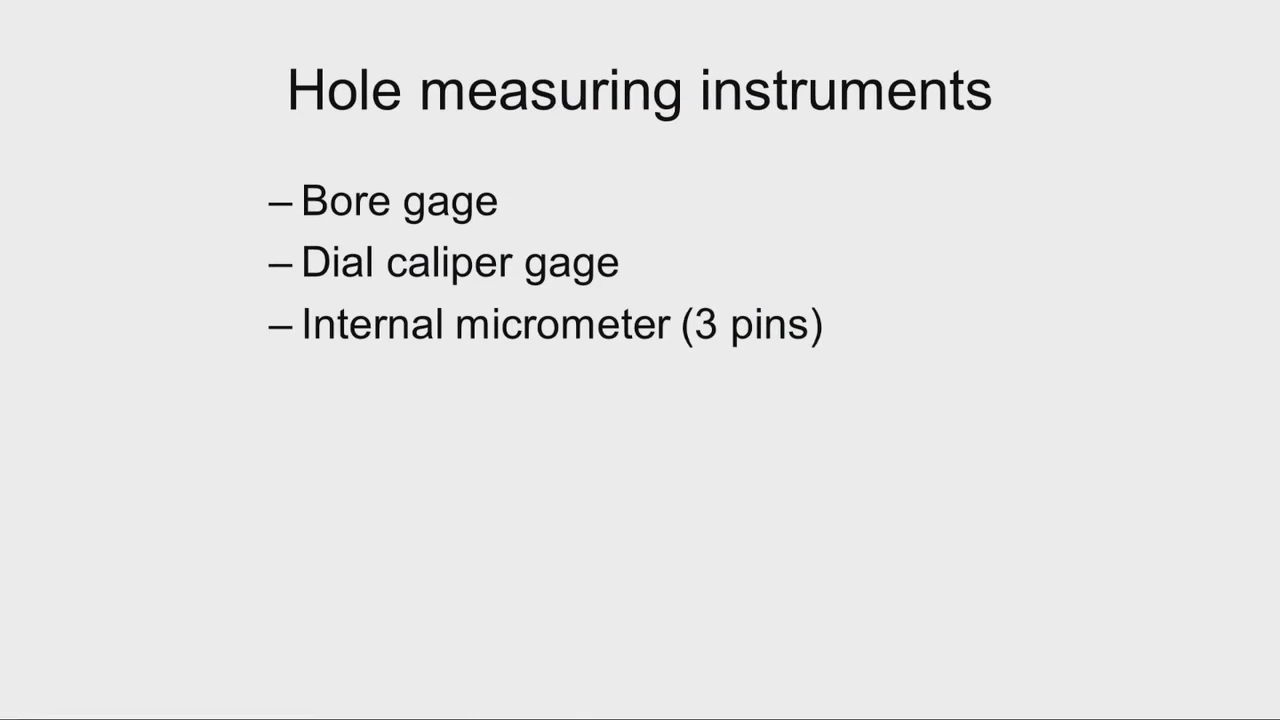 Hole measuring instruments
– Bore gage
– Dial caliper gage
– Internal micrometer (3 pins)